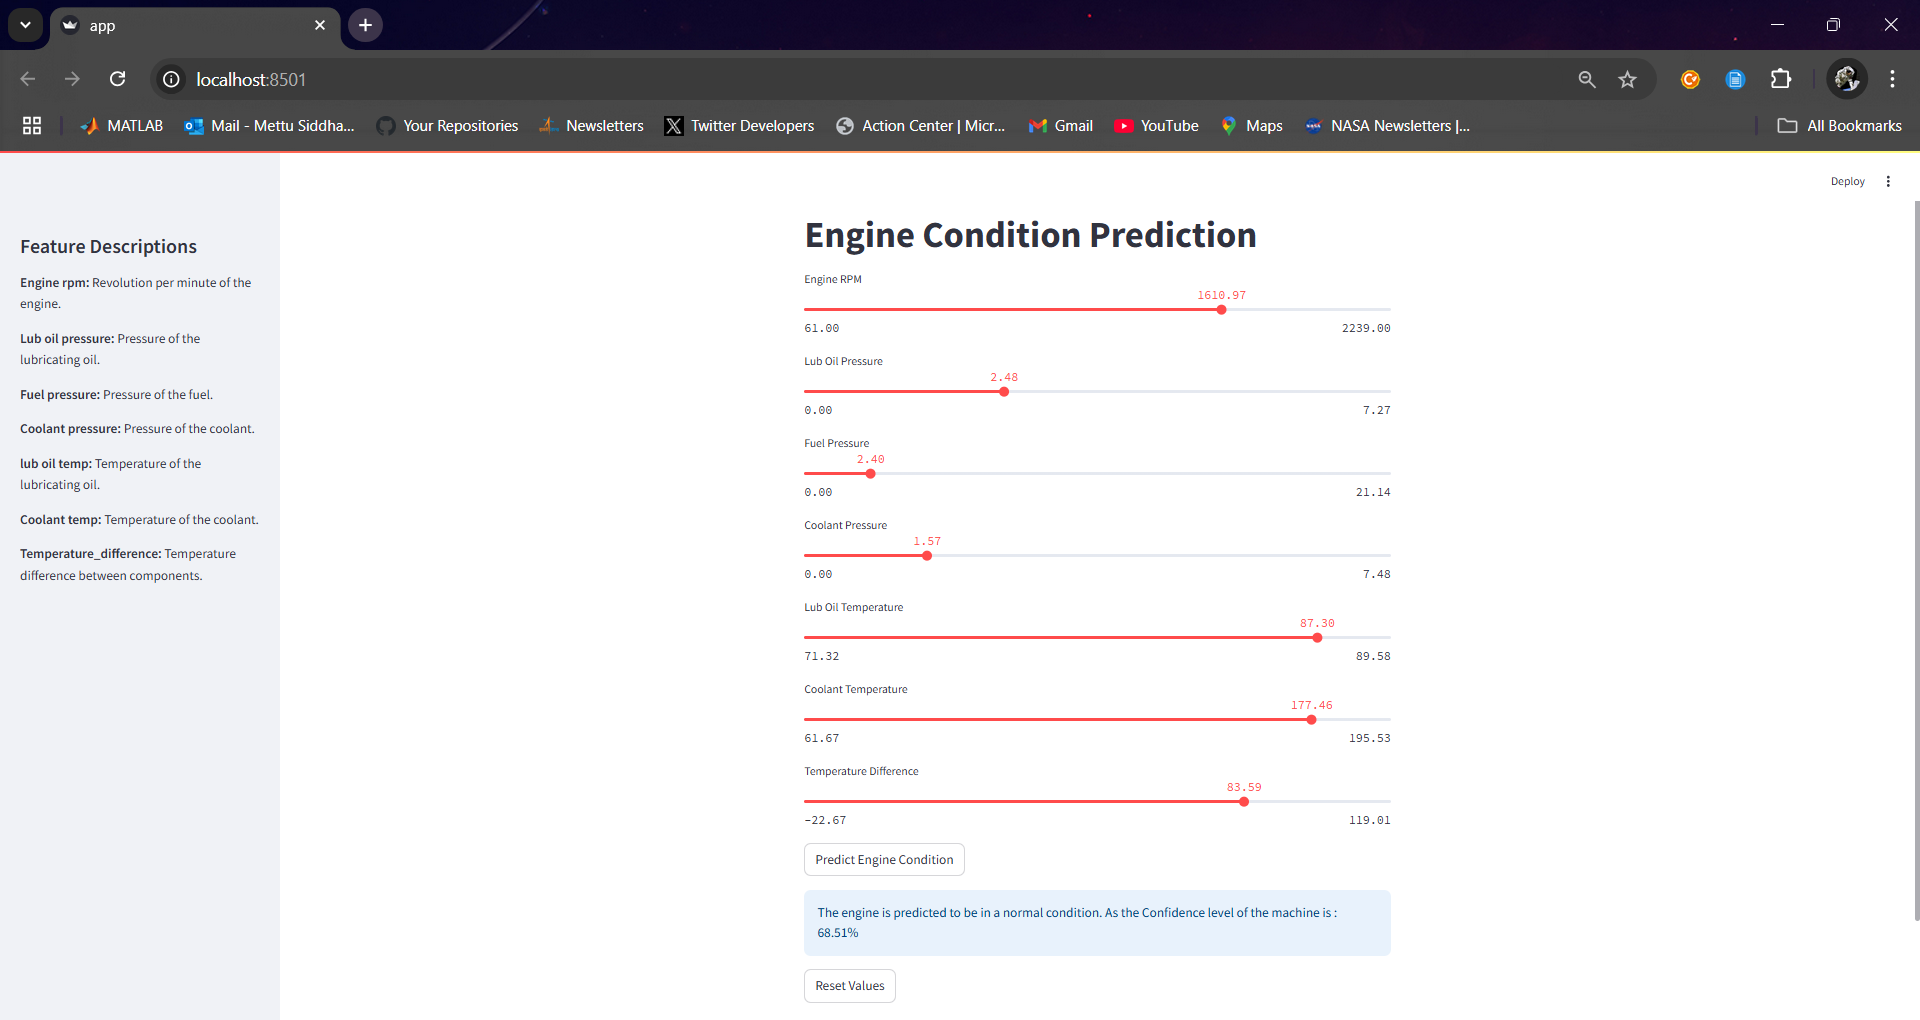 app
localhost:8501
MATLAB
Mail - Mettu Siddha...
Your Repositories
Newsletters
Twitter Developers
Action Center | Micr...
Gmail
YouTube
Maps
NASA Newsletters |...
All Bookmarks
Deploy
Feature Descriptions
Engine rpm: Revolution per minute of the
engine.
Lub oil pressure: Pressure of the
lubricating oil.
Fuel pressure: Pressure of the fuel.
Coolant pressure: Pressure of the coolant.
lub oil temp: Temperature of the
lubricating oil.
Coolant temp: Temperature of the coolant.
Temperature_difference: Temperature
difference between components.
Engine Condition Prediction
Engine RPM
1610.97
61.00 2239.00
Lub Oil Pressure
2.48
0.00 7.27
Fuel Pressure
2.40
0.00 21.14
Coolant Pressure
1.57
0.00 7.48
Lub Oil Temperature
87.30
71.32 89.58
Coolant Temperature
177.46
61.67 195.53
Temperature Difference
83.59
-22.67 119.01
Predict Engine Condition
The engine is predicted to be in a normal condition. As the Confidence level of the machine is :
68.51%
Reset Values